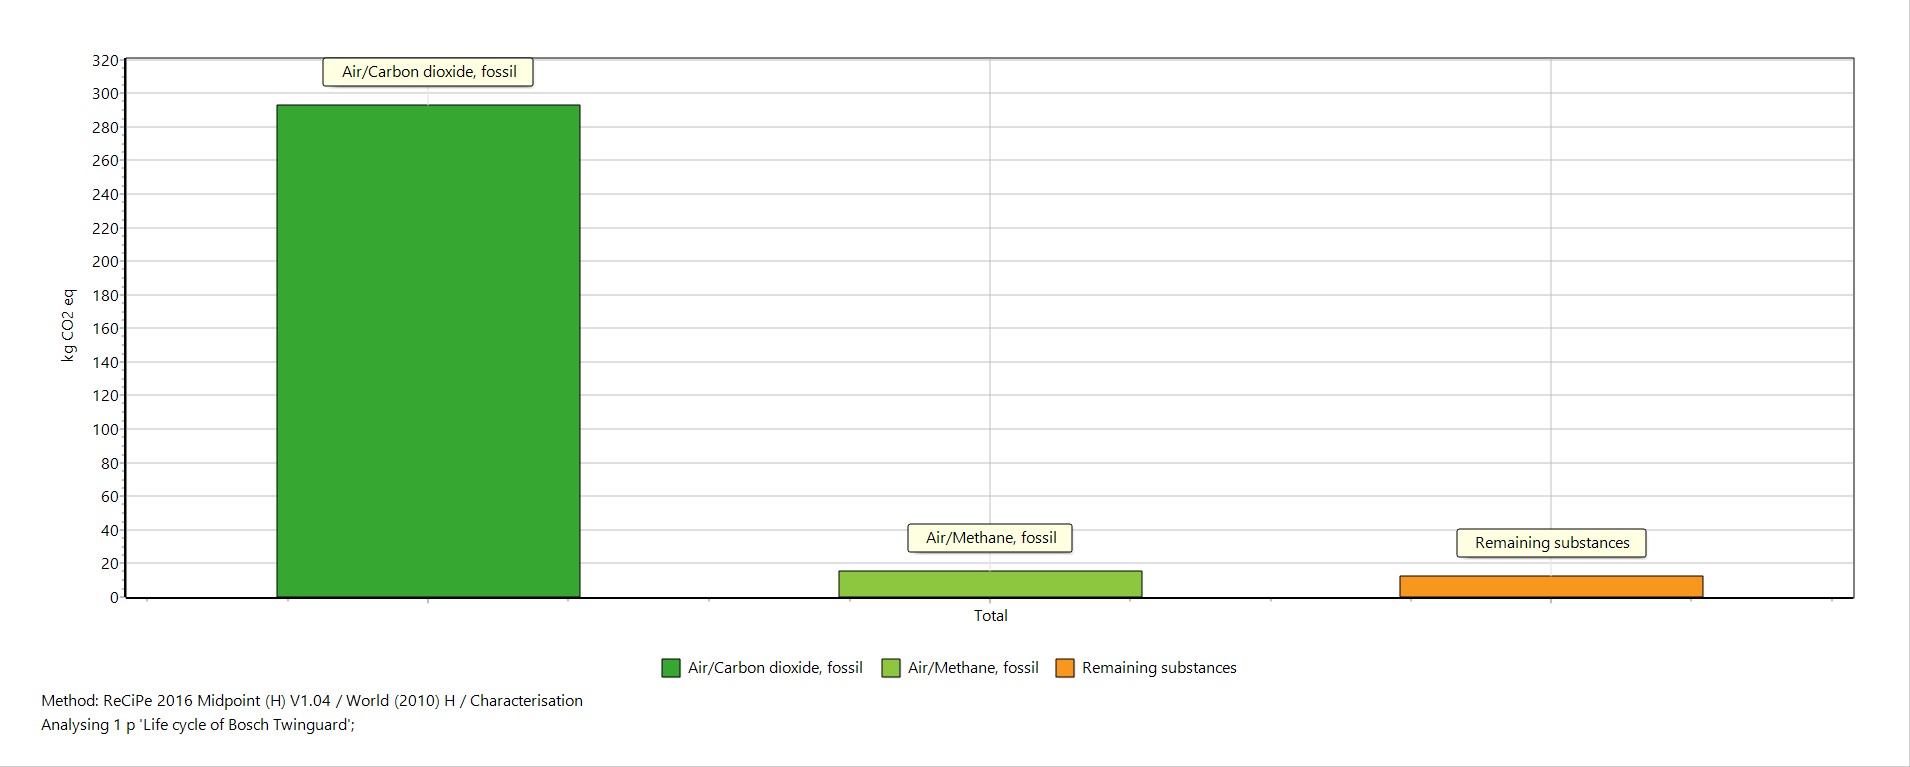 320
300
280
260
240
220
200
180
160
140
120
100
80
60
40
20
0
kg CO2 eq
Air/Carbon dioxide, fossil
Air/Methane, fossil
Remaining substances
Total
Air/Carbon dioxide, fossil Air/Methane, fossil Remaining substances
Method: ReCiPe 2016 Midpoint (H) V1.04 / World (2010) H / Characterisation
Analysing 1 p 'Life cycle of Bosch Twinguard';